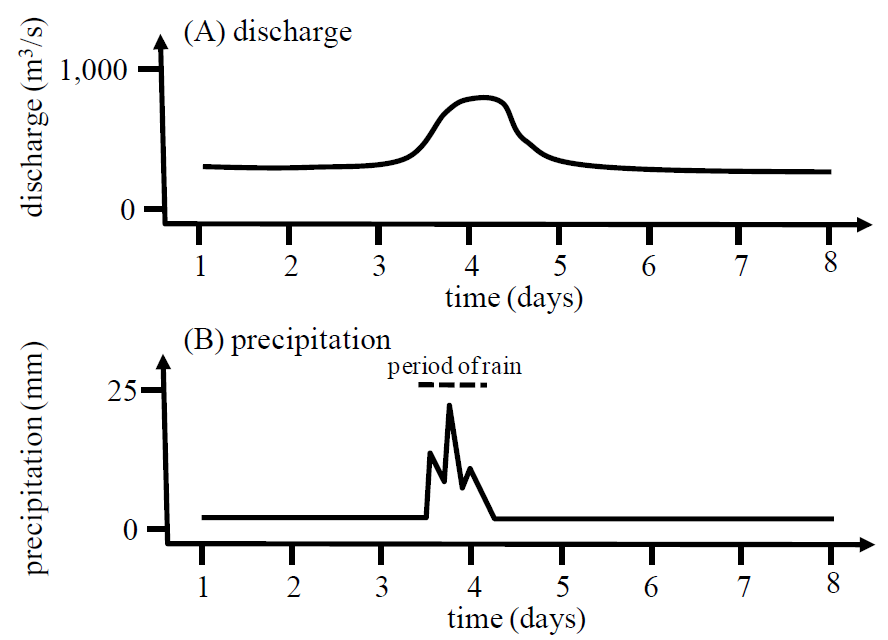 (A) discharge
discharge (m³/s)
1,000
0
1 2 3 4 5 6 7 8
time (days)
(B) precipitation
period of rain
precipitation (mm)
25
0
1 2 3 4 5 6 7 8
time (days)